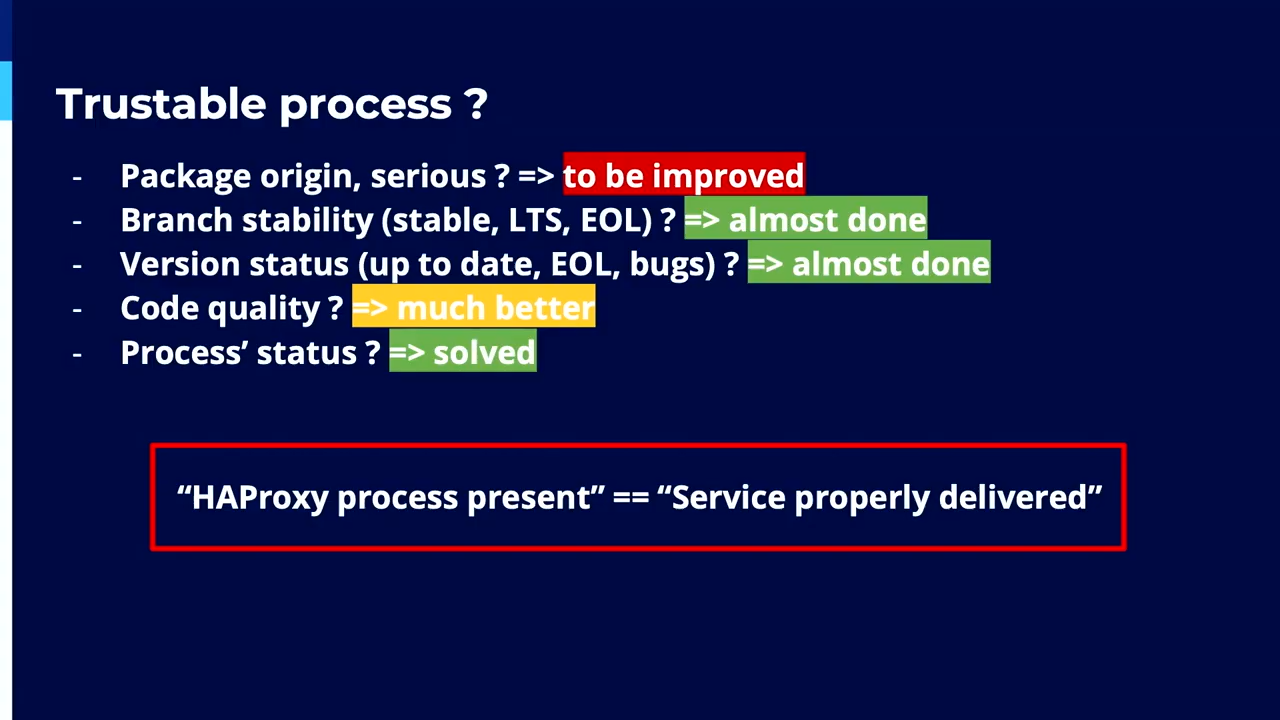 Trustable process ?
- Package origin, serious ? => to be improved
- Branch stability (stable, LTS, EOL) ? => almost done
- Version status (up to date, EOL, bugs) ? => almost done
- Code quality ? => much better
- Process’ status ? => solved
“HAProxy process present” == “Service properly delivered”